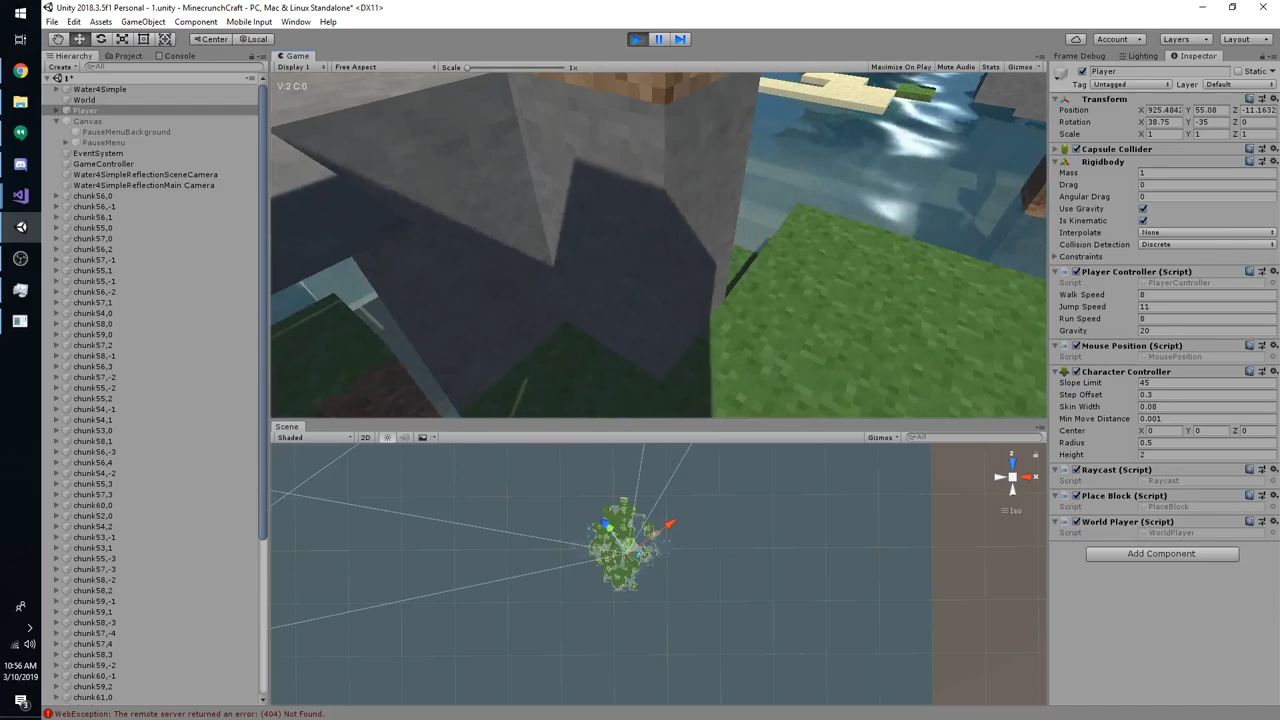 Unity 2018.3.5f1 Personal - 1.unity - MinecrunchCraft - PC, Mac & Linux Standalone* <DX11>
File Edit Assets GameObject Component Mobile Input Window Help
Center Local Account Layers Layout
Hierarchy Project Console
Create All
1*
Water4Simple
World
Player
Canvas
PauseMenuBackground
PauseMenu
EventSystem
GameController
Water4SimpleReflectionSceneCamera
Water4SimpleReflectionMain Camera
chunk56,0
chunk56,-1
chunk56,1
chunk55,0
chunk57,0
chunk56,2
chunk57,-1
chunk55,1
chunk55,-1
chunk56,-2
chunk57,1
chunk54,0
chunk58,0
chunk59,0
chunk57,2
chunk58,-1
chunk56,3
chunk57,-2
chunk55,-2
chunk55,2
chunk54,-1
chunk54,1
chunk53,0
chunk58,1
chunk56,-3
chunk56,4
chunk54,-2
chunk55,3
chunk57,3
chunk60,0
chunk52,0
chunk54,2
chunk53,-1
chunk53,1
chunk55,-3
chunk57,-3
chunk58,-2
chunk58,2
chunk59,-1
chunk59,1
chunk58,-3
chunk57,-4
chunk57,4
chunk58,3
chunk59,-2
chunk60,-1
chunk59,2
chunk61,0
Game
Display 1 Free Aspect Scale 1x Maximize On Play Mute Audio Stats Gizmos
V:2 C:0
Scene
Shaded 2D Gizmos All
z
x
Iso
Frame Debug Lighting Inspector
Player Static
Tag Untagged Layer Default
Transform
Position X 925.484 Y 55.08 Z -11.1632
Rotation X 38.75 Y -35 Z 0
Scale X 1 Y 1 Z 1
Capsule Collider
Rigidbody
Mass 1
Drag 0
Angular Drag 0
Use Gravity
Is Kinematic
Interpolate None
Collision Detection Discrete
Constraints
Player Controller (Script)
Script PlayerController
Walk Speed 8
Jump Speed 11
Run Speed 8
Gravity 20
Mouse Position (Script)
Script MousePosition
Character Controller
Slope Limit 45
Step Offset 0.3
Skin Width 0.08
Min Move Distance 0.001
Center X 0 Y 0 Z 0
Radius 0.5
Height 2
Raycast (Script)
Script Raycast
Place Block (Script)
Script PlaceBlock
World Player (Script)
Script WorldPlayer
Add Component
10:56 AM
3/10/2019
3
WebException: The remote server returned an error: (404) Not Found.